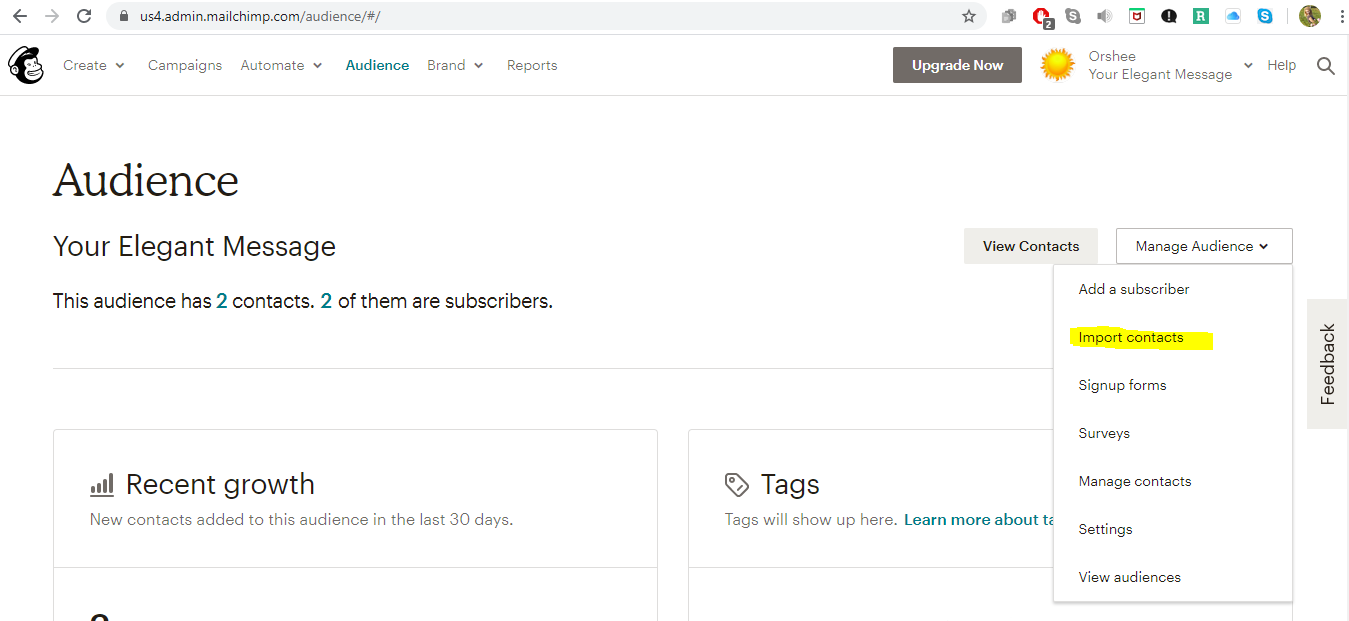 us4.admin.mailchimp.com/audience/#/
2
R
Create
Campaigns
Automate
Audience
Brand
Reports
Upgrade Now
Orshee
Your Elegant Message
Help
Audience
Your Elegant Message
View Contacts
Manage Audience
This audience has 2 contacts. 2 of them are subscribers.
Add a subscriber
Import contacts
Signup forms
Surveys
Manage contacts
Settings
View audiences
Feedback
Recent growth
New contacts added to this audience in the last 30 days.
Tags
Tags will show up here. Learn more about ta